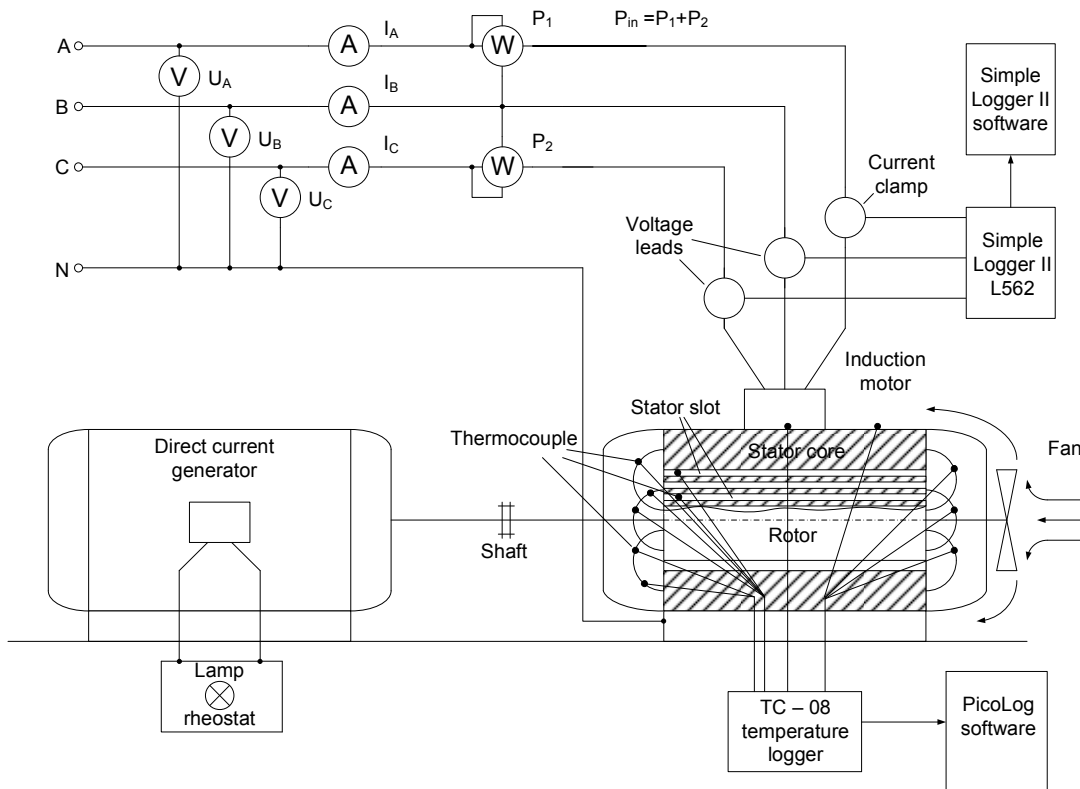 A
A
I_A
P_1
W
P_in =P_1+P_2
V
U_A
B
A
I_B
V
U_B
C
A
I_C
P_2
W
V
U_C
N
Simple
Logger II
software
Current
clamp
Voltage
leads
Simple
Logger II
L562
Induction
motor
Stator slot
Direct current
generator
Thermocouple
Stator core
Fan
Shaft
Rotor
Lamp
rheostat
TC – 08
temperature
logger
PicoLog
software